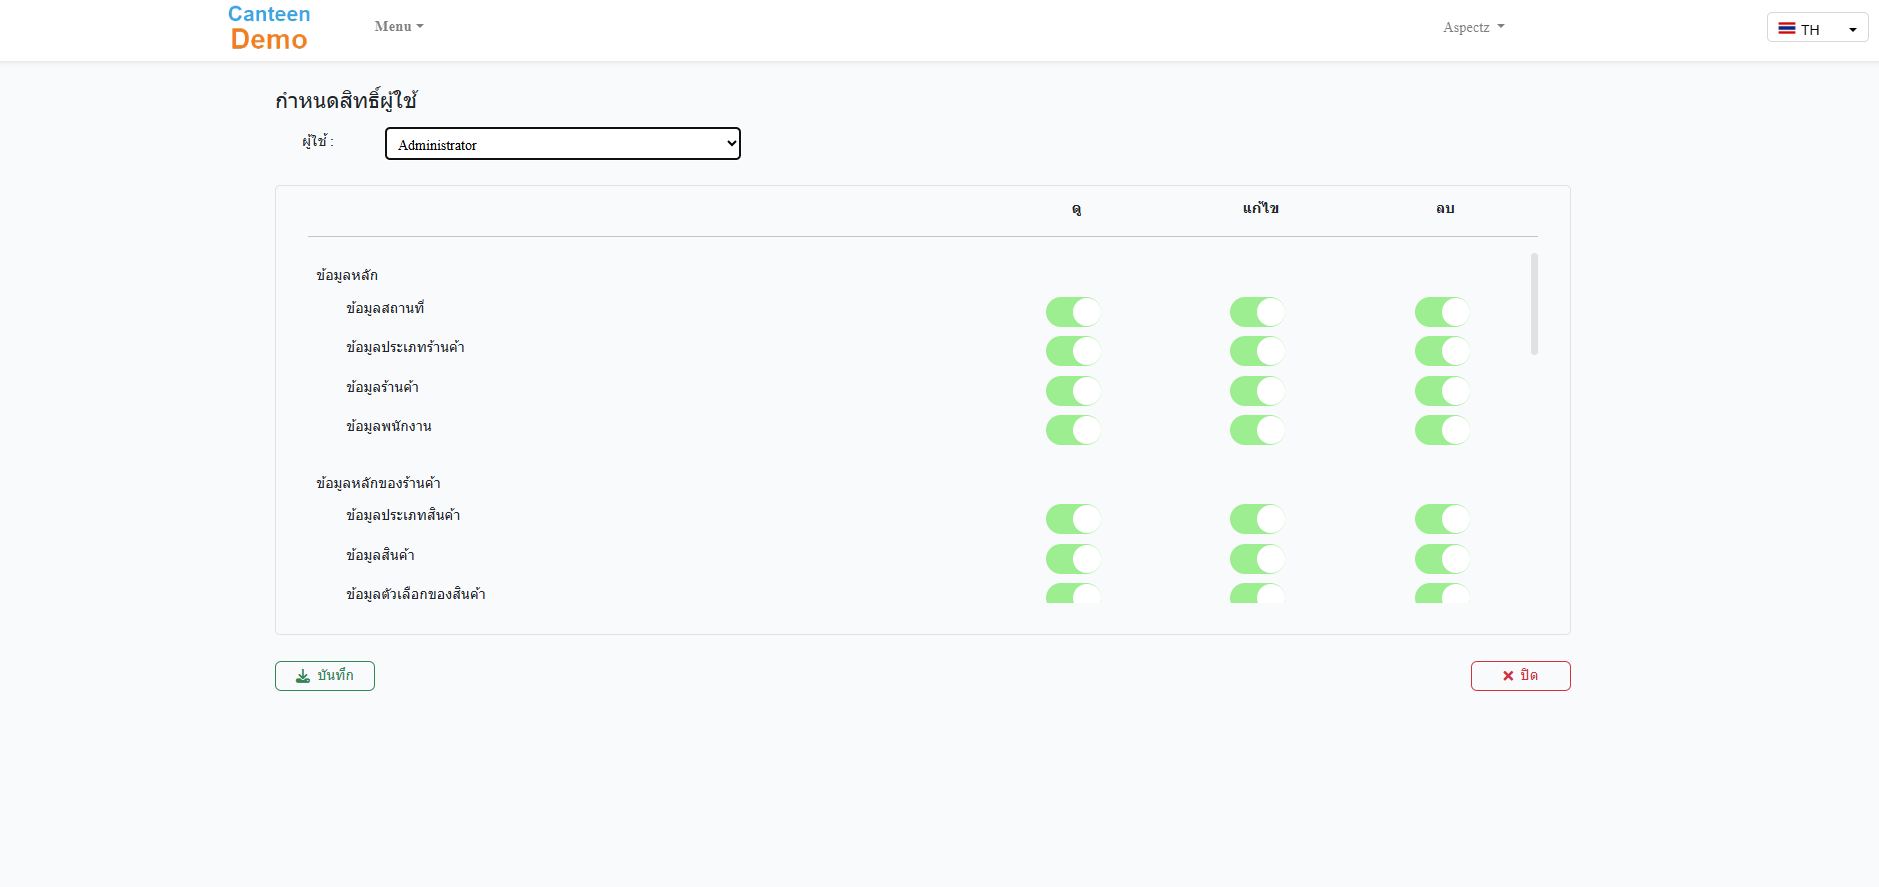 Canteen
Demo
Menu
Aspectz
TH
กำหนดสิทธิ์ผู้ใช้
ผู้ใช้ :
Administrator
ดู แก้ไข ลบ
ข้อมูลหลัก
ข้อมูลสถานที่
ข้อมูลประเภทร้านค้า
ข้อมูลร้านค้า
ข้อมูลพนักงาน
ข้อมูลหลักของร้านค้า
ข้อมูลประเภทสินค้า
ข้อมูลสินค้า
ข้อมูลตัวเลือกของสินค้า
บันทึก
ปิด